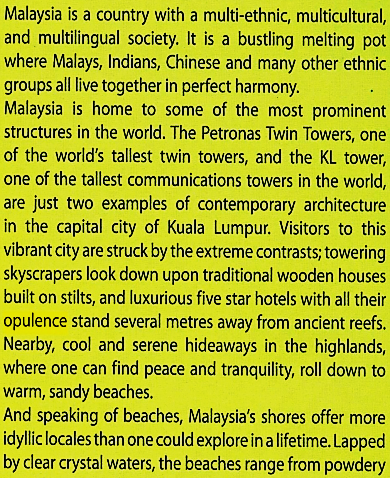 Malaysia is a country with a multi-ethnic, multicultural,
and multilingual society. It is a bustling melting pot
where Malays, Indians, Chinese and many other ethnic
groups all live together in perfect harmony.
Malaysia is home to some of the most prominent
structures in the world. The Petronas Twin Towers, one
of the world's tallest twin towers, and the KL tower,
one of the tallest communications towers in the world,
are just two examples of contemporary architecture
in the capital city of Kuala Lumpur. Visitors to this
vibrant city are struck by the extreme contrasts; towering
skyscrapers look down upon traditional wooden houses
built on stilts, and luxurious five star hotels with all their
opulence stand several metres away from ancient reefs.
Nearby, cool and serene hideaways in the highlands,
where one can find peace and tranquility, roll down to
warm, sandy beaches.
And speaking of beaches, Malaysia's shores offer more
idyllic locales than one could explore in a lifetime. Lapped
by clear crystal waters, the beaches range from powdery